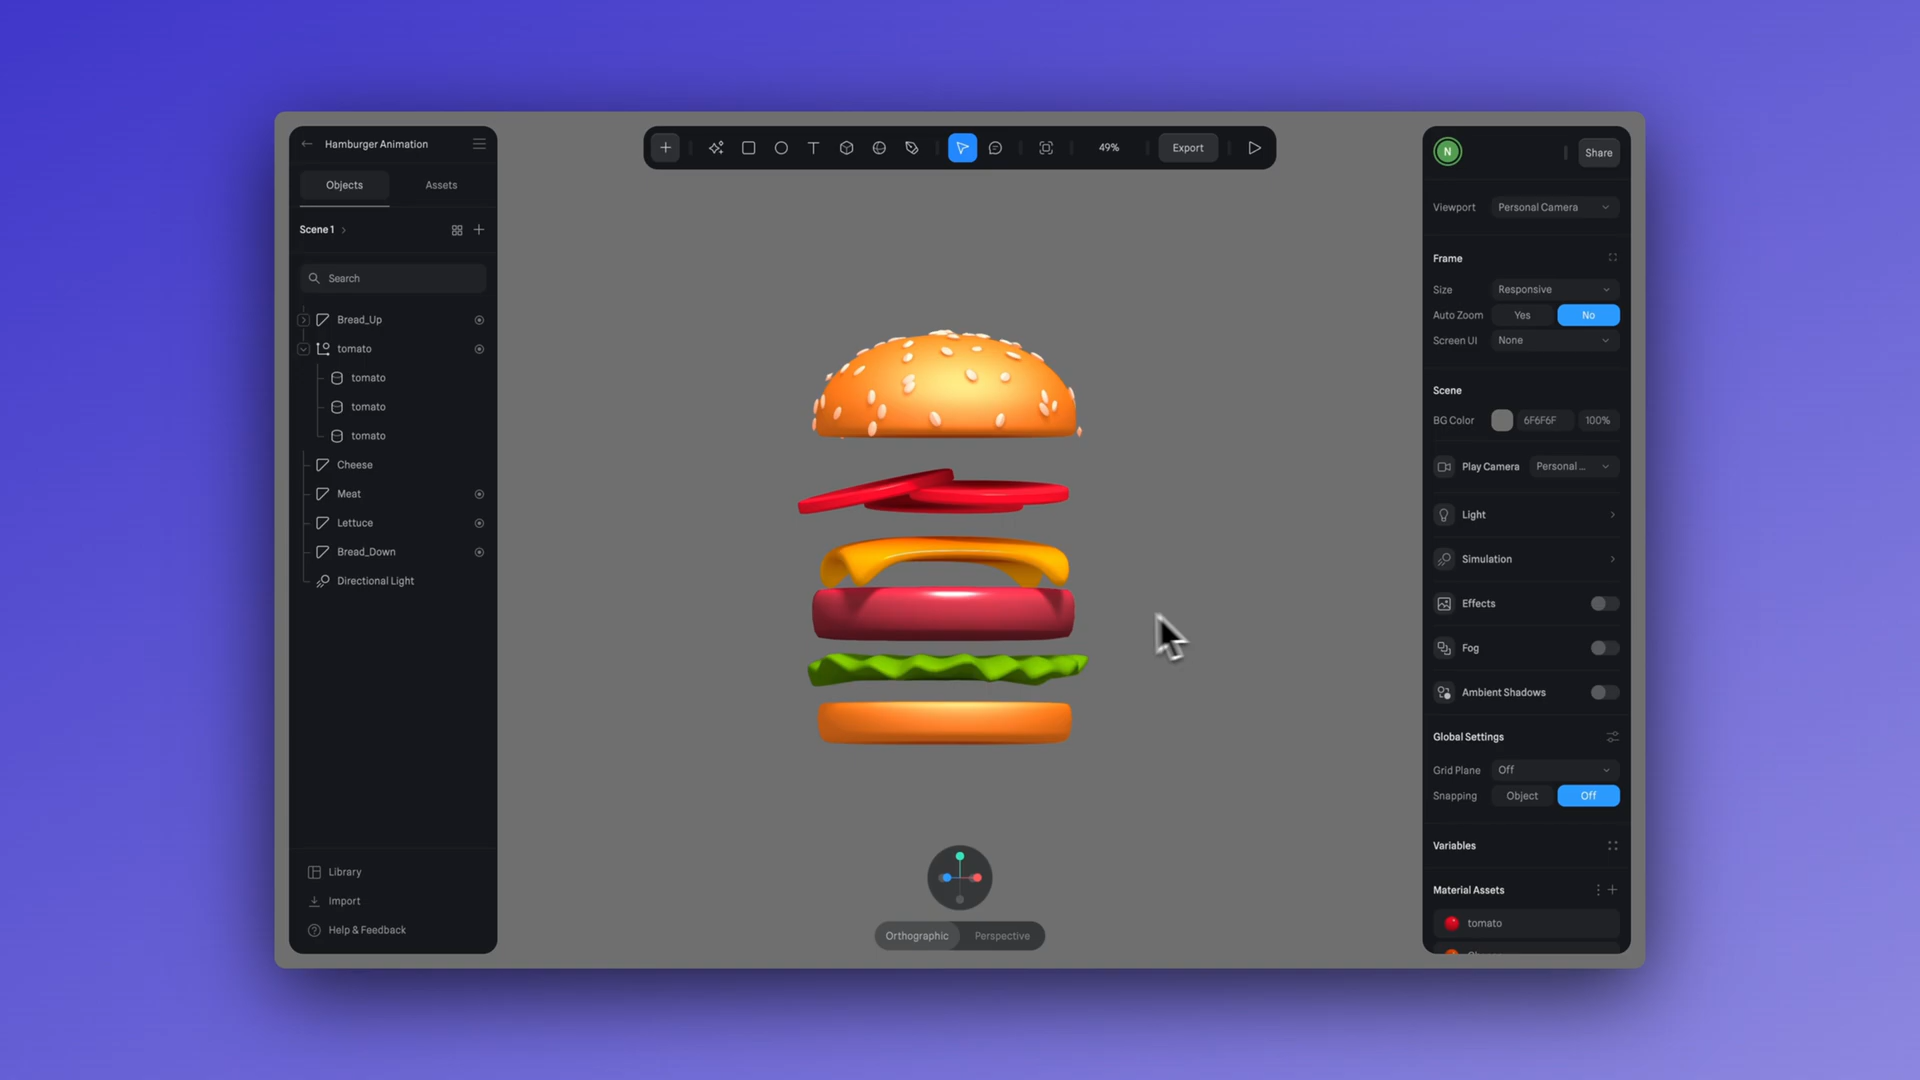 Hamburger Animation
Objects
Assets
Scene 1
Search
Bread_Up
tomato
tomato
tomato
tomato
Cheese
Meat
Lettuce
Bread_Down
Directional Light
Library
Import
Help & Feedback
T
49%
Export
Orthographic
Perspective
N
Share
Viewport
Personal Camera
Frame
Size
Responsive
Auto Zoom
Yes
No
Screen UI
None
Scene
BG Color
6F6F6F
100%
Play Camera
Personal ...
Light
Simulation
Effects
Fog
Ambient Shadows
Global Settings
Grid Plane
Off
Snapping
Object
Off
Variables
Material Assets
tomato